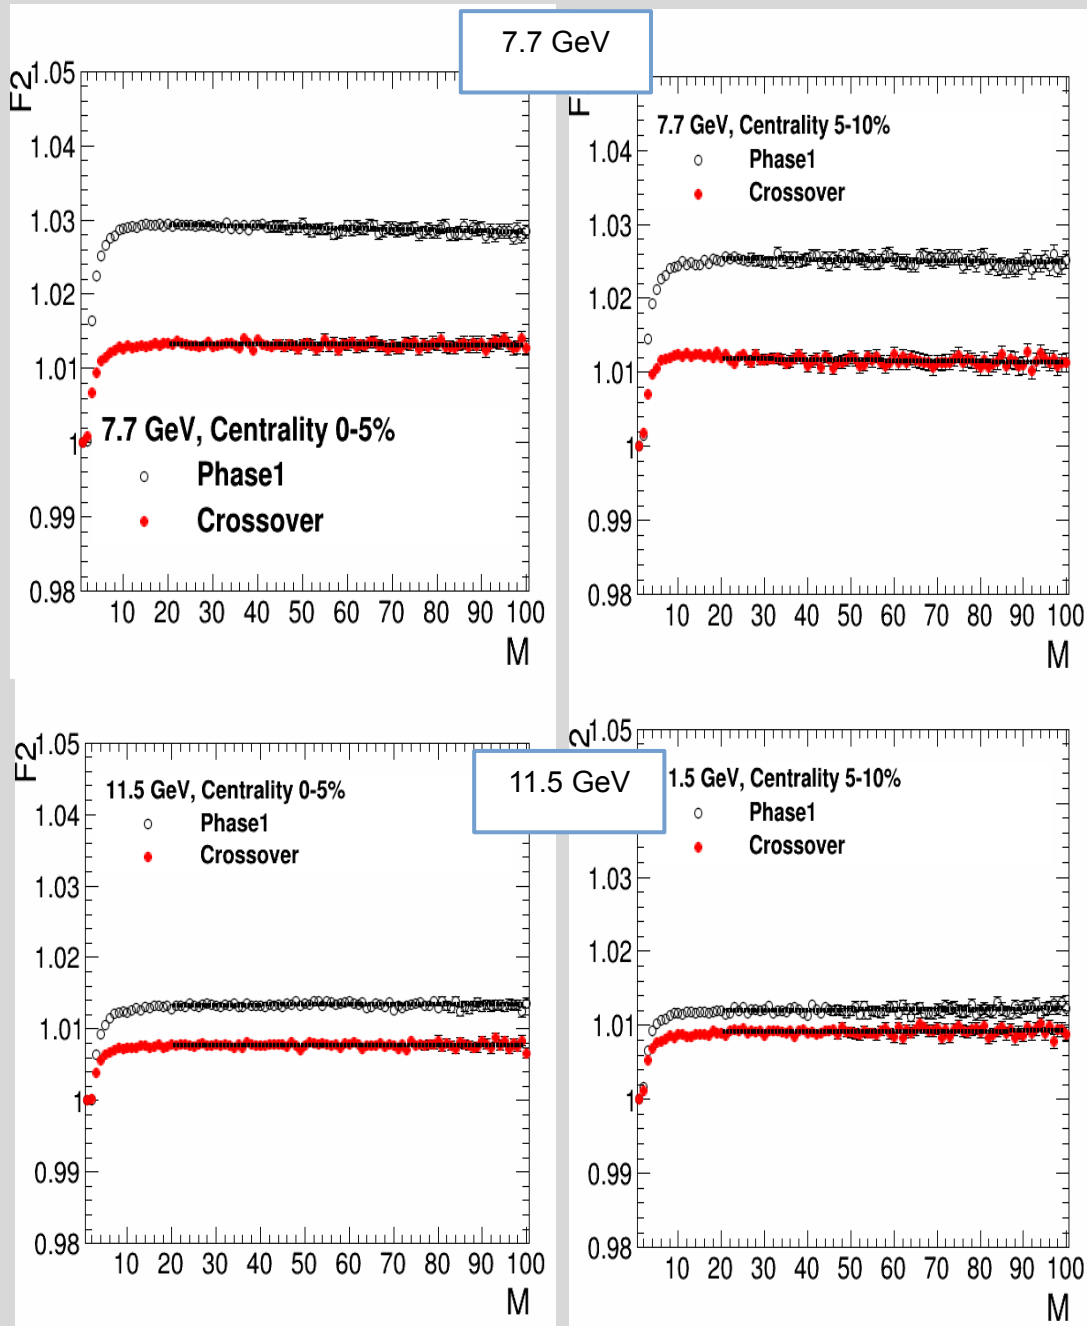 7.7 GeV
F2
1.05
1.04
1.03
1.02
1.01
1
0.99
0.98
7.7 GeV, Centrality 0-5%
Phase1
Crossover
10 20 30 40 50 60 70 80 90 100
M
F
1.04
1.03
1.02
1.01
1
0.99
0.98
7.7 GeV, Centrality 5-10%
Phase1
Crossover
10 20 30 40 50 60 70 80 90 100
M
11.5 GeV
F2
1.05
1.04
1.03
1.02
1.01
1
0.99
0.98
11.5 GeV, Centrality 0-5%
Phase1
Crossover
10 20 30 40 50 60 70 80 90 100
M
2
1.05
1.03
1.02
1.01
1
0.99
0.98
1.5 GeV, Centrality 5-10%
Phase1
Crossover
10 20 30 40 50 60 70 80 90 100
M